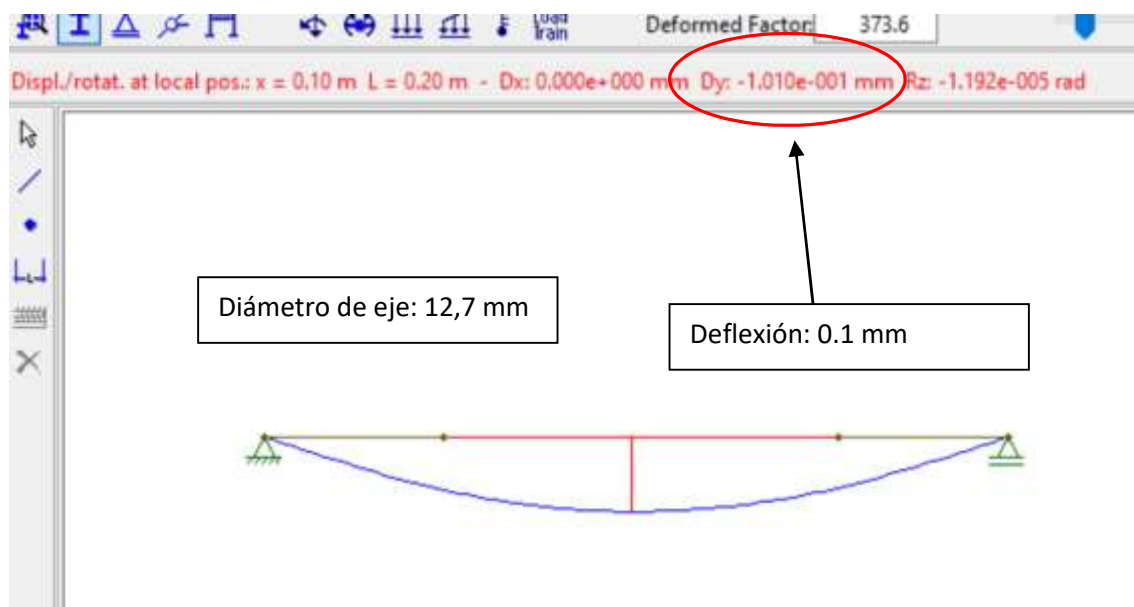 Load
Train
Deformed Factor: 373.6
Displ./rotat. at local pos.: x = 0.10 m L = 0.20 m - Dx: 0.000e+000 mm Dy: -1.010e-001 mm Rz: -1.192e-005 rad
L
Diámetro de eje: 12,7 mm
Deflexión: 0.1 mm